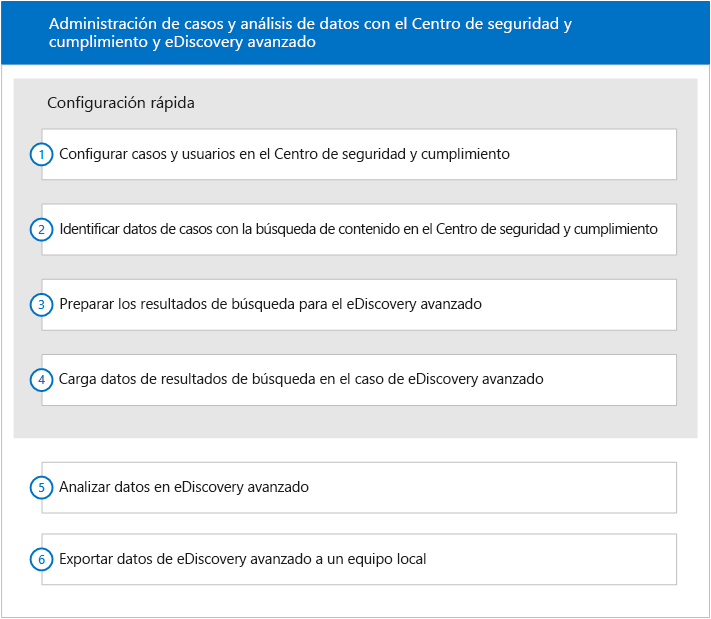 Administración de casos y análisis de datos con el Centro de seguridad y
cumplimiento y eDiscovery avanzado
Configuración rápida
1 Configurar casos y usuarios en el Centro de seguridad y cumplimiento
2 Identificar datos de casos con la búsqueda de contenido en el Centro de seguridad y cumplimiento
3 Preparar los resultados de búsqueda para el eDiscovery avanzado
4 Carga datos de resultados de búsqueda en el caso de eDiscovery avanzado
5 Analizar datos en eDiscovery avanzado
6 Exportar datos de eDiscovery avanzado a un equipo local